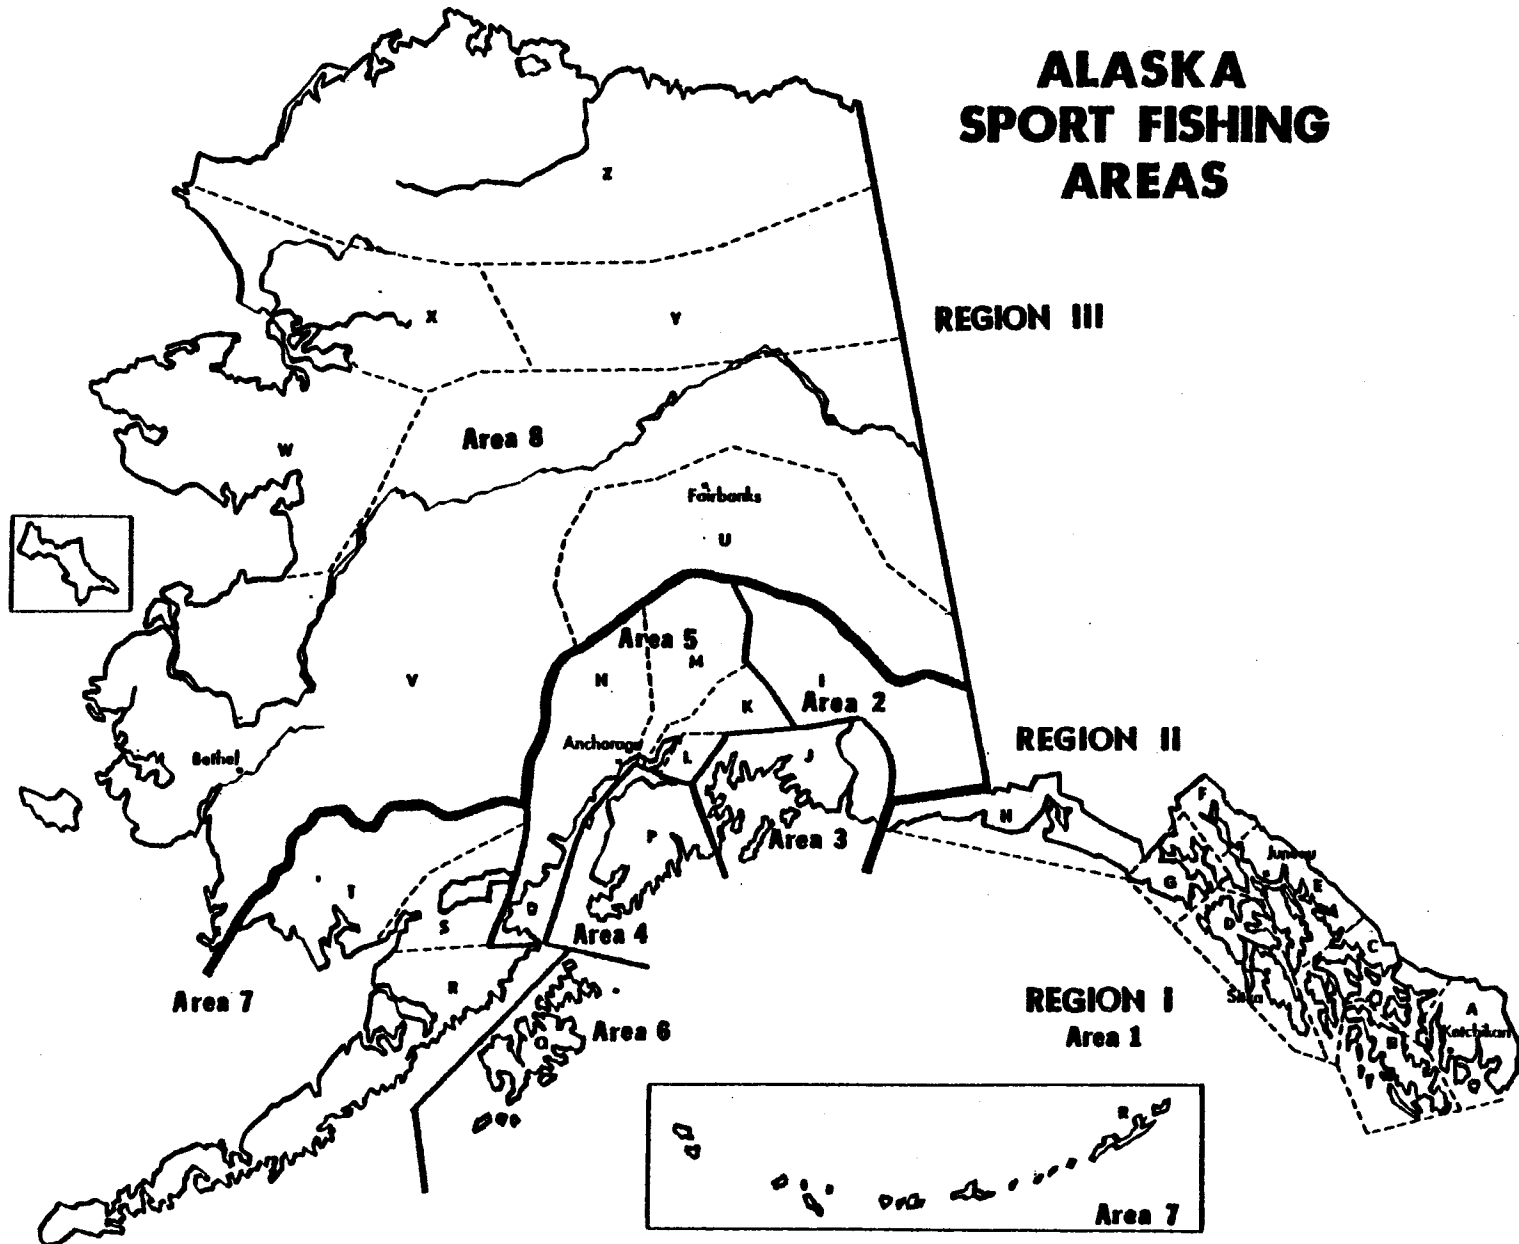 ALASKA
SPORT FISHING
AREAS
Z
X
Y
REGION III
W
Area 8
Fairbanks
U
Area 5
M
N
V
I
K
Area 2
Anchorage
REGION II
Bethel
L
J
H
F
P
Area 3
Juneau
G
E
T
S
D
Area 4
C
Area 7
R
REGION I
Sitka
A
Area 6
Area 1
Ketchikan
Q
B
R
Area 7